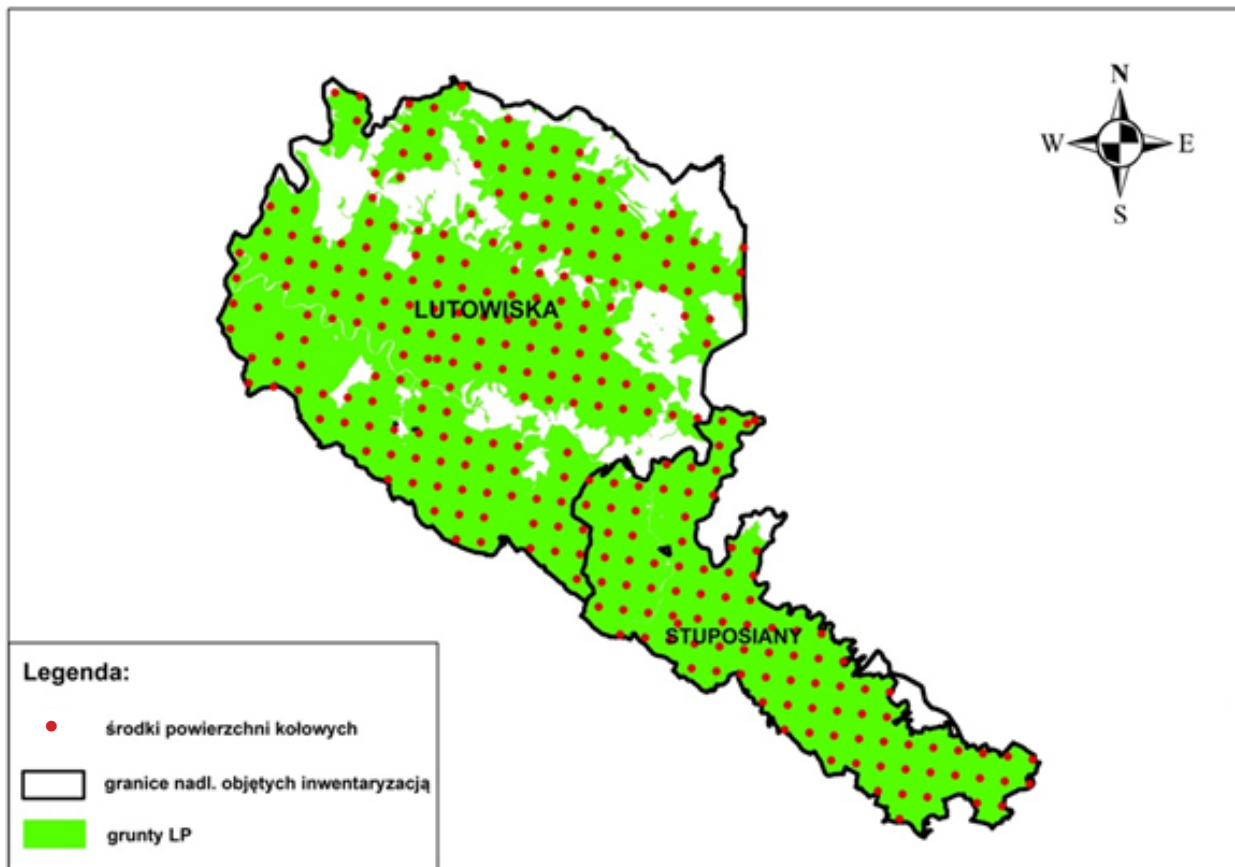 N
W E
S
LUTOWISKA
STUPOSIANY
Legenda:
środki powierzchni kołowych
granice nadl. objętych inwentaryzacją
grunty LP